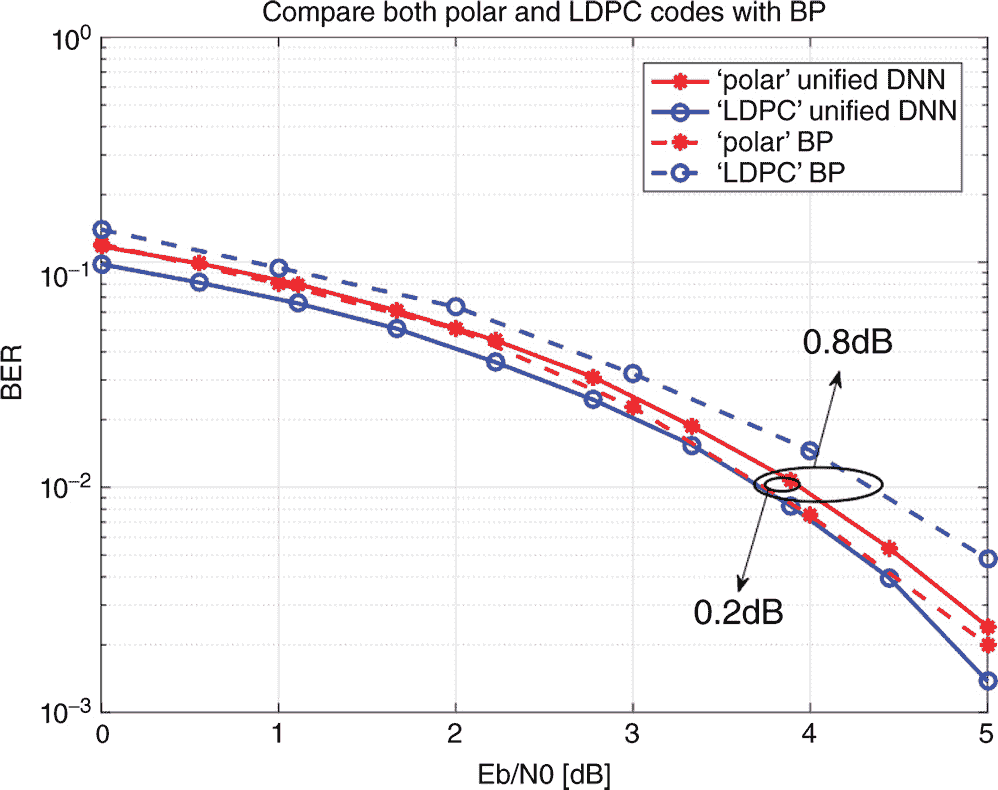 Compare both polar and LDPC codes with BP
10⁰
‘polar’ unified DNN
‘LDPC’ unified DNN
‘polar’ BP
‘LDPC’ BP
10⁻¹
0.8dB
BER
10⁻²
0.2dB
10⁻³
0 1 2 3 4 5
Eb/N0 [dB]